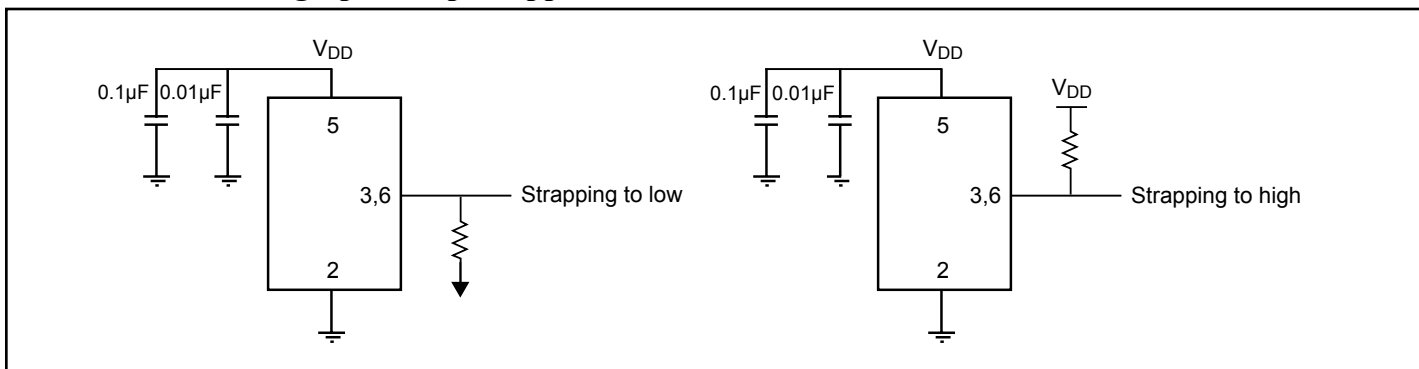 VDD
0.1µF 0.01µF
5
3,6
Strapping to low
2
VDD
0.1µF 0.01µF
VDD
5
3,6
Strapping to high
2